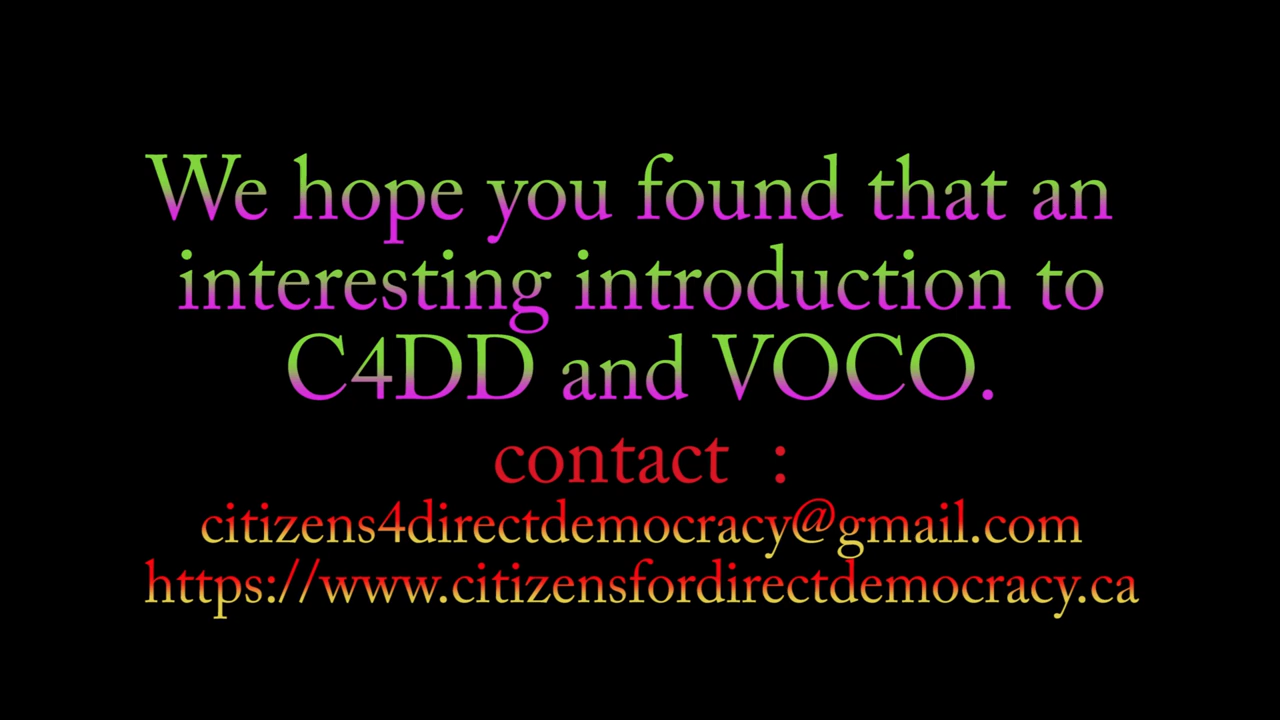 We hope you found that an
interesting introduction to
C4DD and VOCO.
contact :
citizens4directdemocracy@gmail.com
https://www.citizensfordirectdemocracy.ca